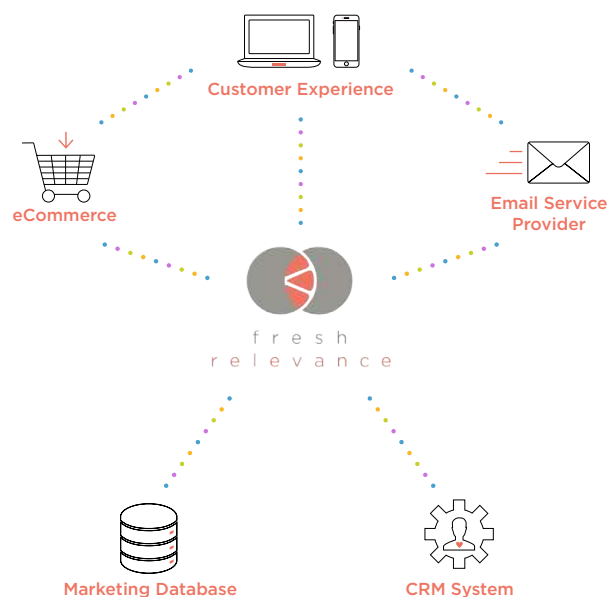 Customer Experience
eCommerce
Email Service
Provider
fresh
relevance
Marketing Database
CRM System